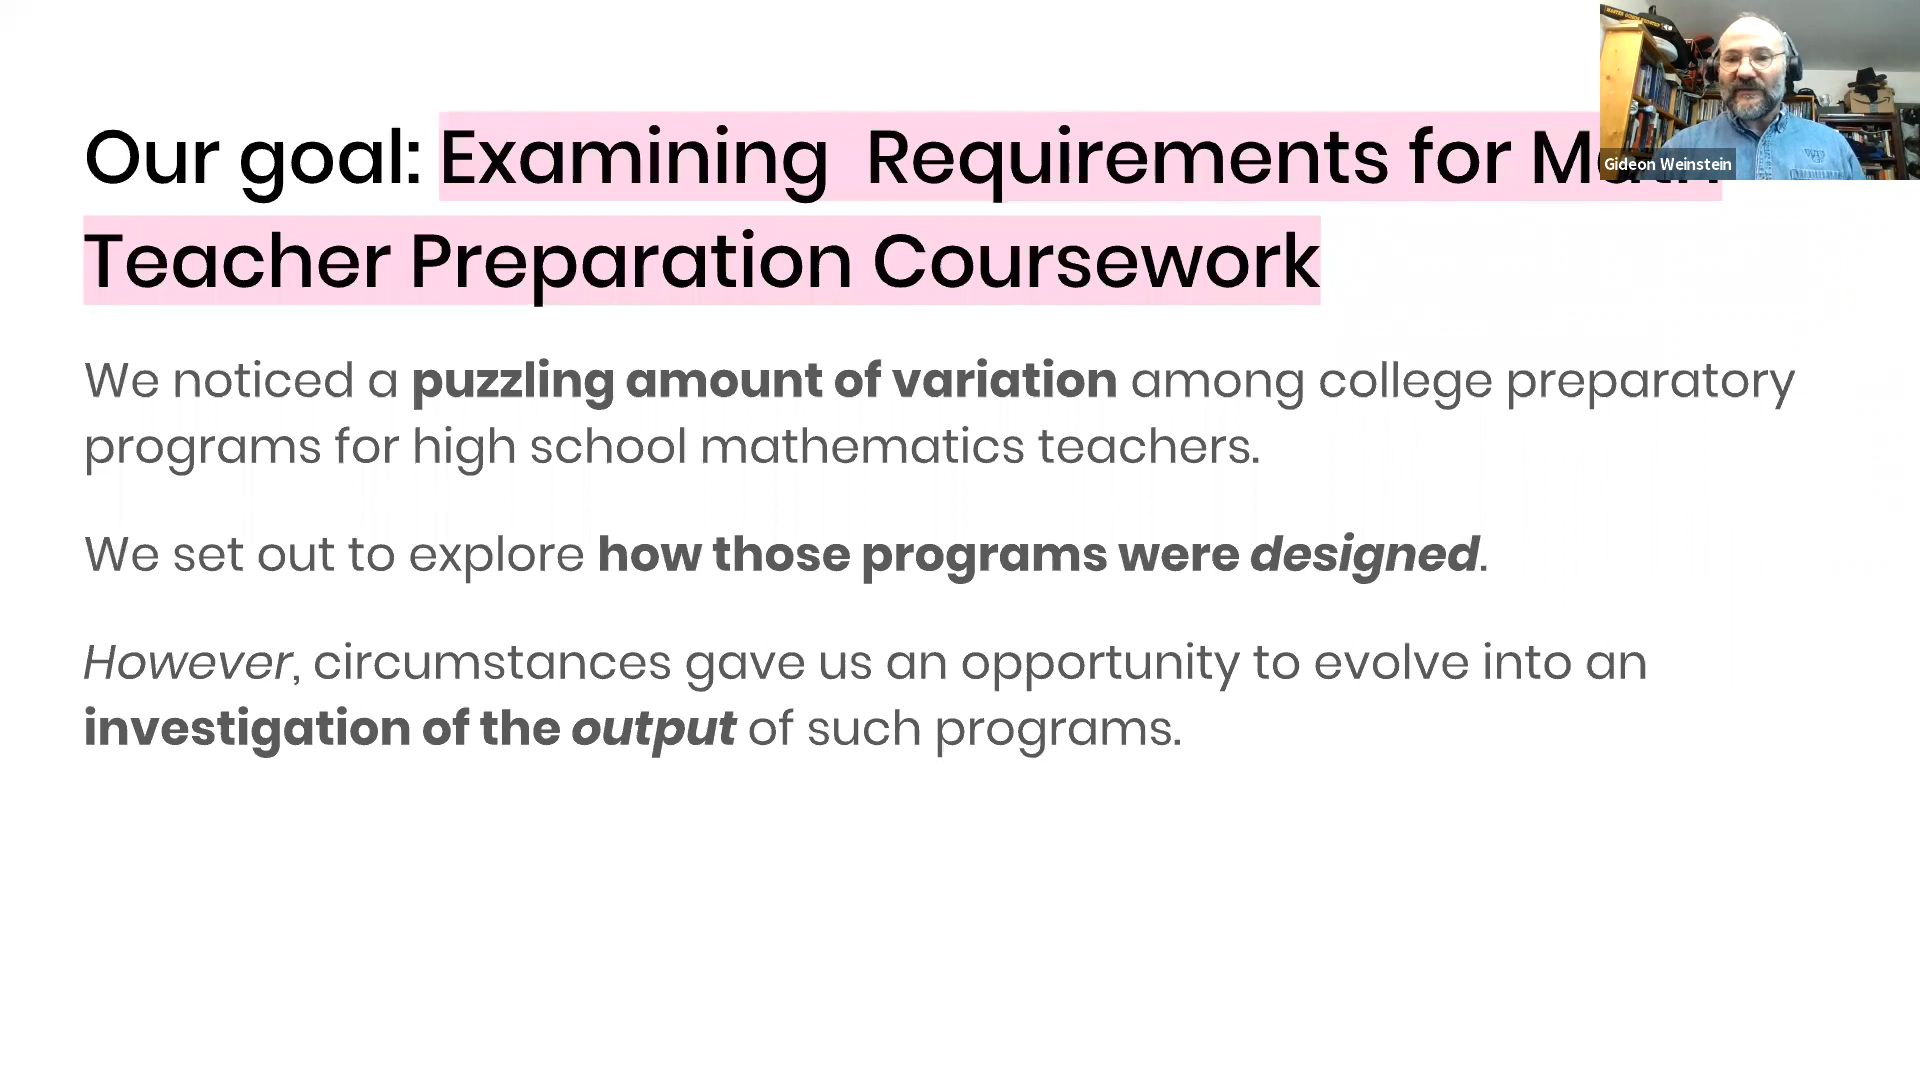 Our goal: Examining Requirements for Math
Teacher Preparation Coursework
Gideon Weinstein
We noticed a puzzling amount of variation among college preparatory
programs for high school mathematics teachers.
We set out to explore how those programs were designed.
However, circumstances gave us an opportunity to evolve into an
investigation of the output of such programs.